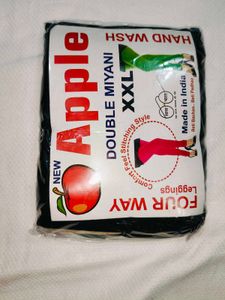 NEW
Apple
DOUBLE MIYANI
XXL
HAND WASH
Made in India
Comfort Feel Stitching Style
FOUR WAY
Leggings